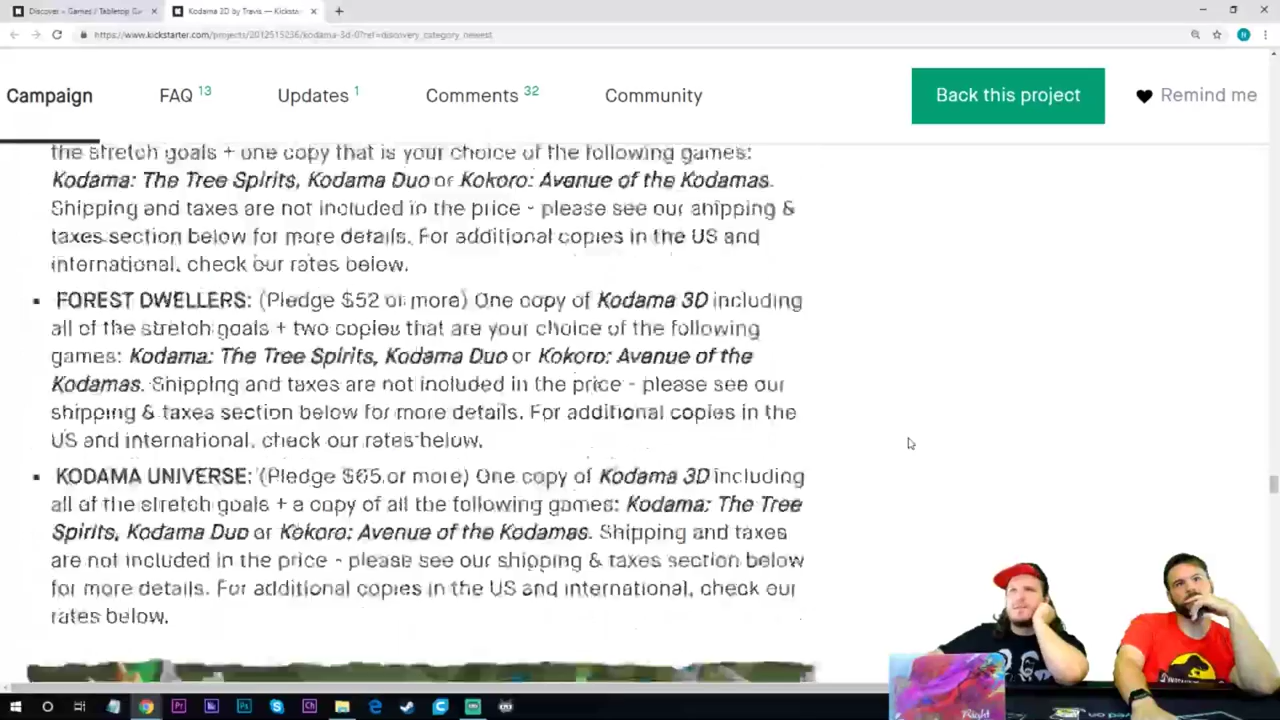 Discover » Games / Tabletop Ga
Kodama 3D by Travis — Kicksta
https://www.kickstarter.com/projects/2012515236/kodama-3d-0?ref=discovery_category_newest
N
Campaign FAQ 13 Updates 1 Comments 32 Community Back this project Remind me
the stretch goals + one copy that is your choice of the following games:
Kodama: The Tree Spirits, Kodama Duo or Kokoro: Avenue of the Kodamas.
Shipping and taxes are not included in the price - please see our shipping &
taxes section below for more details. For additional copies in the US and
international, check our rates below.
FOREST DWELLERS: (Pledge $52 or more) One copy of Kodama 3D including
all of the stretch goals + two copies that are your choice of the following
games: Kodama: The Tree Spirits, Kodama Duo or Kokoro: Avenue of the
Kodamas. Shipping and taxes are not included in the price - please see our
shipping & taxes section below for more details. For additional copies in the
US and international, check our rates below.
KODAMA UNIVERSE: (Pledge $65 or more) One copy of Kodama 3D including
all of the stretch goals + a copy of all the following games: Kodama: The Tree
Spirits, Kodama Duo or Kokoro: Avenue of the Kodamas. Shipping and taxes
are not included in the price - please see our shipping & taxes section below
for more details. For additional copies in the US and international, check our
rates below.
Right